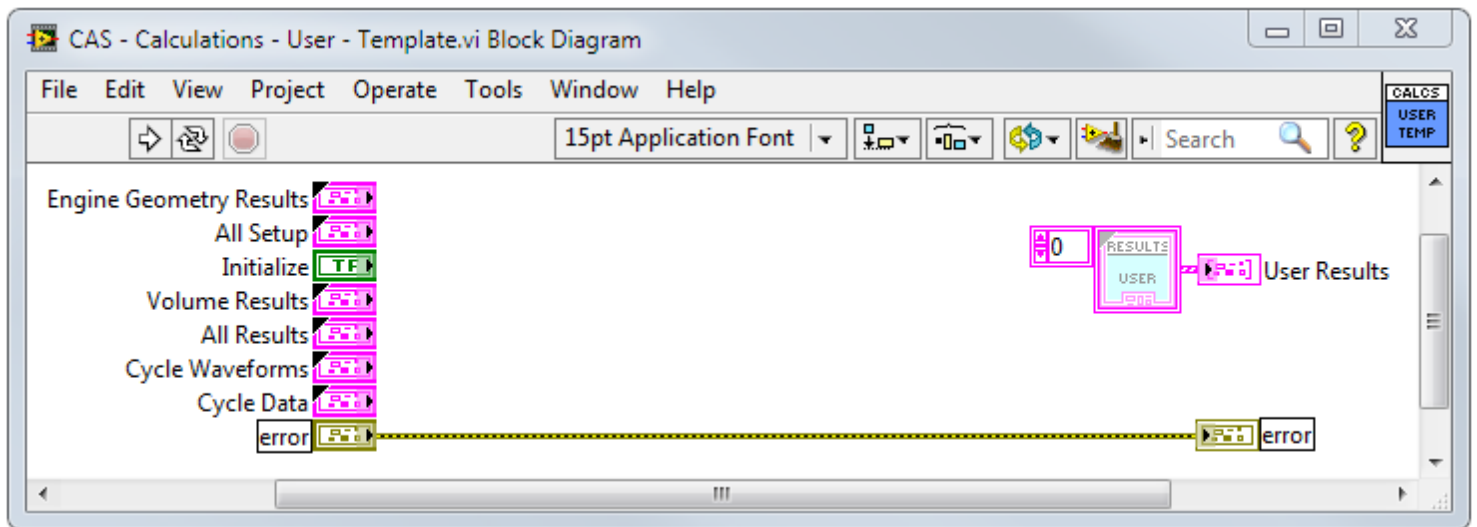 CAS - Calculations - User - Template.vi Block Diagram
File Edit View Project Operate Tools Window Help
CALCS
USER
TEMP
15pt Application Font
Search
?
Engine Geometry Results
All Setup
Initialize TF
Volume Results
All Results
Cycle Waveforms
Cycle Data
error
0
RESULTS
USER
User Results
error